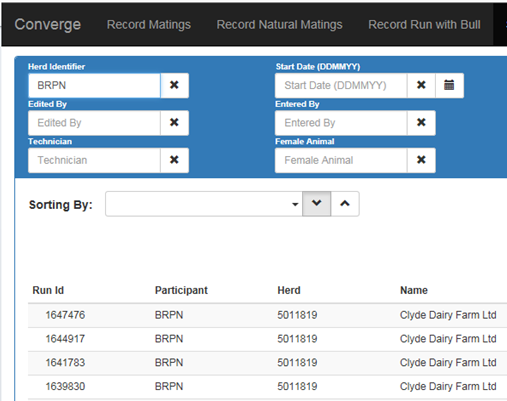 Converge Record Matings Record Natural Matings Record Run with Bull
Herd Identifier Start Date (DDMMYY)
BRPN Start Date (DDMMYY)
Edited By Entered By
Edited By Entered By
Technician Female Animal
Technician Female Animal
Sorting By:
Run Id Participant Herd Name
1647476 BRPN 5011819 Clyde Dairy Farm Ltd
1644917 BRPN 5011819 Clyde Dairy Farm Ltd
1641783 BRPN 5011819 Clyde Dairy Farm Ltd
1639830 BRPN 5011819 Clyde Dairy Farm Ltd